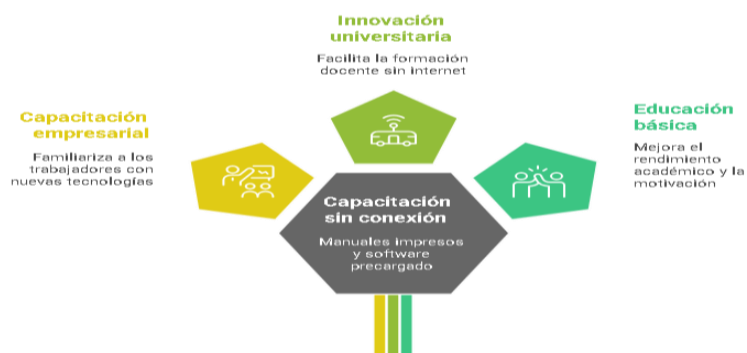 Innovación
universitaria
Facilita la formación
docente sin internet
Capacitación
empresarial
Familiariza a los
trabajadores con
nuevas tecnologías
Educación
básica
Mejora el
rendimiento
académico y la
motivación
Capacitación
sin conexión
Manuales impresos
y software
precargado